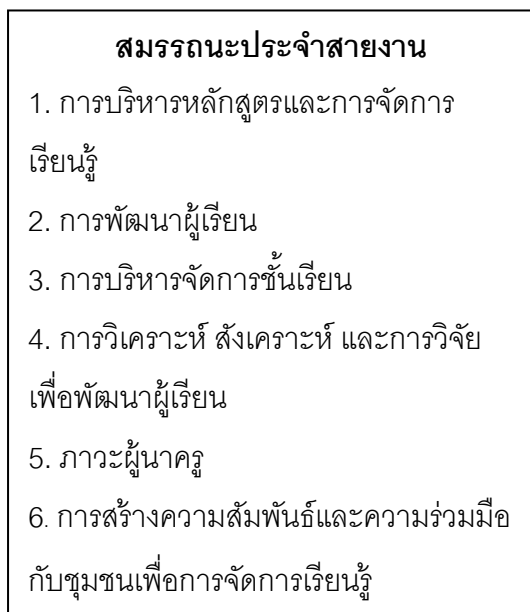 สมรรถนะประจำสายงาน
1. การบริหารหลักสูตรและการจัดการ
เรียนรู้
2. การพัฒนาผู้เรียน
3. การบริหารจัดการชั้นเรียน
4. การวิเคราะห์ สังเคราะห์ และการวิจัย
เพื่อพัฒนาผู้เรียน
5. ภาวะผู้นาครู
6. การสร้างความสัมพันธ์และความร่วมมือ
กับชุมชนเพื่อการจัดการเรียนรู้